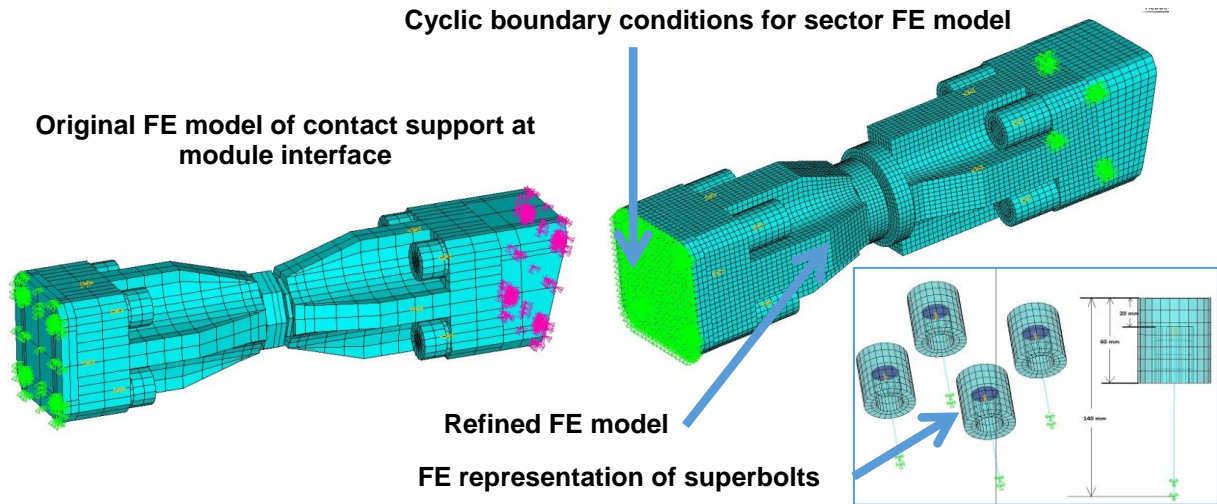 Cyclic boundary conditions for sector FE model
Original FE model of contact support at
module interface
20 mm
60 mm
140 mm
Refined FE model
FE representation of superbolts